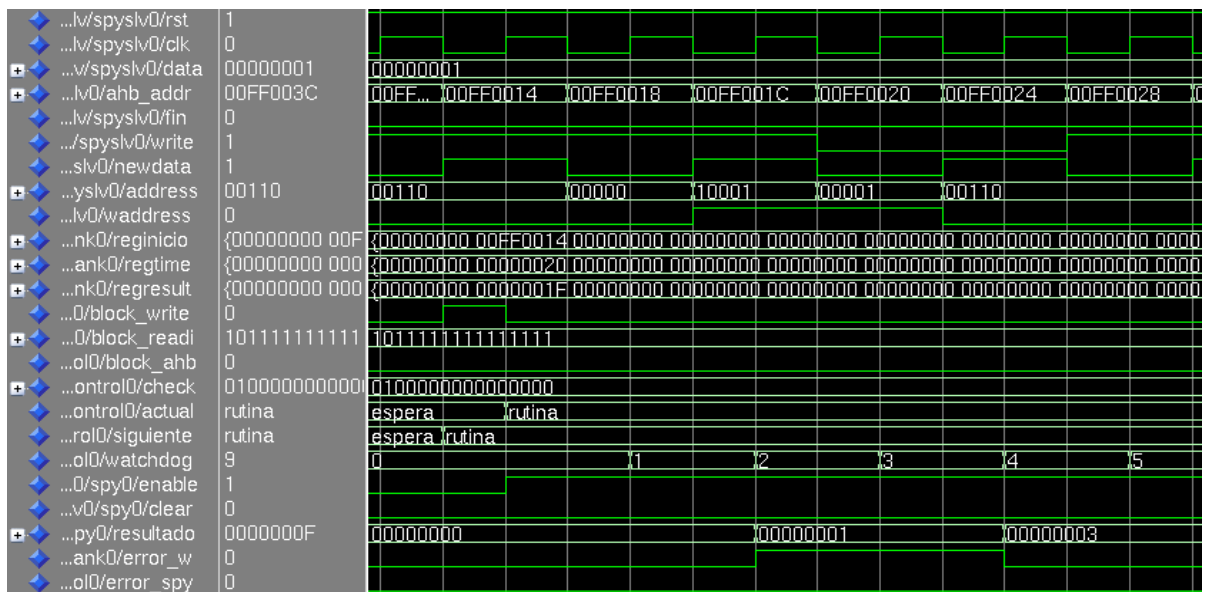 ...lv/spyslv0/rst 1
...lv/spyslv0/clk 0
...v/spyslv0/data 00000001 00000001
...lv0/ahb_addr 00FF003C 00FF... 00FF0014 00FF0018 00FF001C 00FF0020 00FF0024 00FF0028
...lv/spyslv0/fin 0
.../spyslv0/write 1
...slv0/newdata 1
...yslv0/address 00110 00110 00000 10001 00001 00110
...lv0/waddress 0
...nk0/reginicio {00000000 00F {00000000 00FF0014 00000000 00000000 00000000 00000000 00000000 00000000 00000000 0000
...ank0/regtime {00000000 000 {00000000 00000020 00000000 00000000 00000000 00000000 00000000 00000000 00000000 0000
...nk0/regresult {00000000 000 {00000000 0000001F 00000000 00000000 00000000 00000000 00000000 00000000 00000000 0000
...0/block_write 0
...0/block_readi 101111111111 1011111111111111
...ol0/block_ahb 0
...ontrol0/check 0100000000000 0100000000000000
...ontrol0/actual rutina espera rutina
...rol0/siguiente rutina espera rutina
...ol0/watchdog 9 0 1 2 3 4 5
...0/spy0/enable 1
...v0/spy0/clear 0
...py0/resultado 0000000F 00000000 00000001 00000003
...ank0/error_w 0
...ol0/error_spy 0